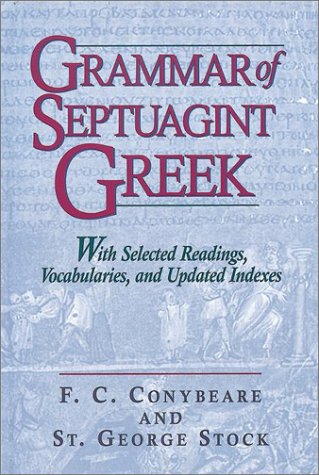 GRAMMAR of
SEPTUAGINT
GREEK
With Selected Readings,
Vocabularies, and Updated Indexes
F. C. CONYBEARE
AND
ST. GEORGE STOCK